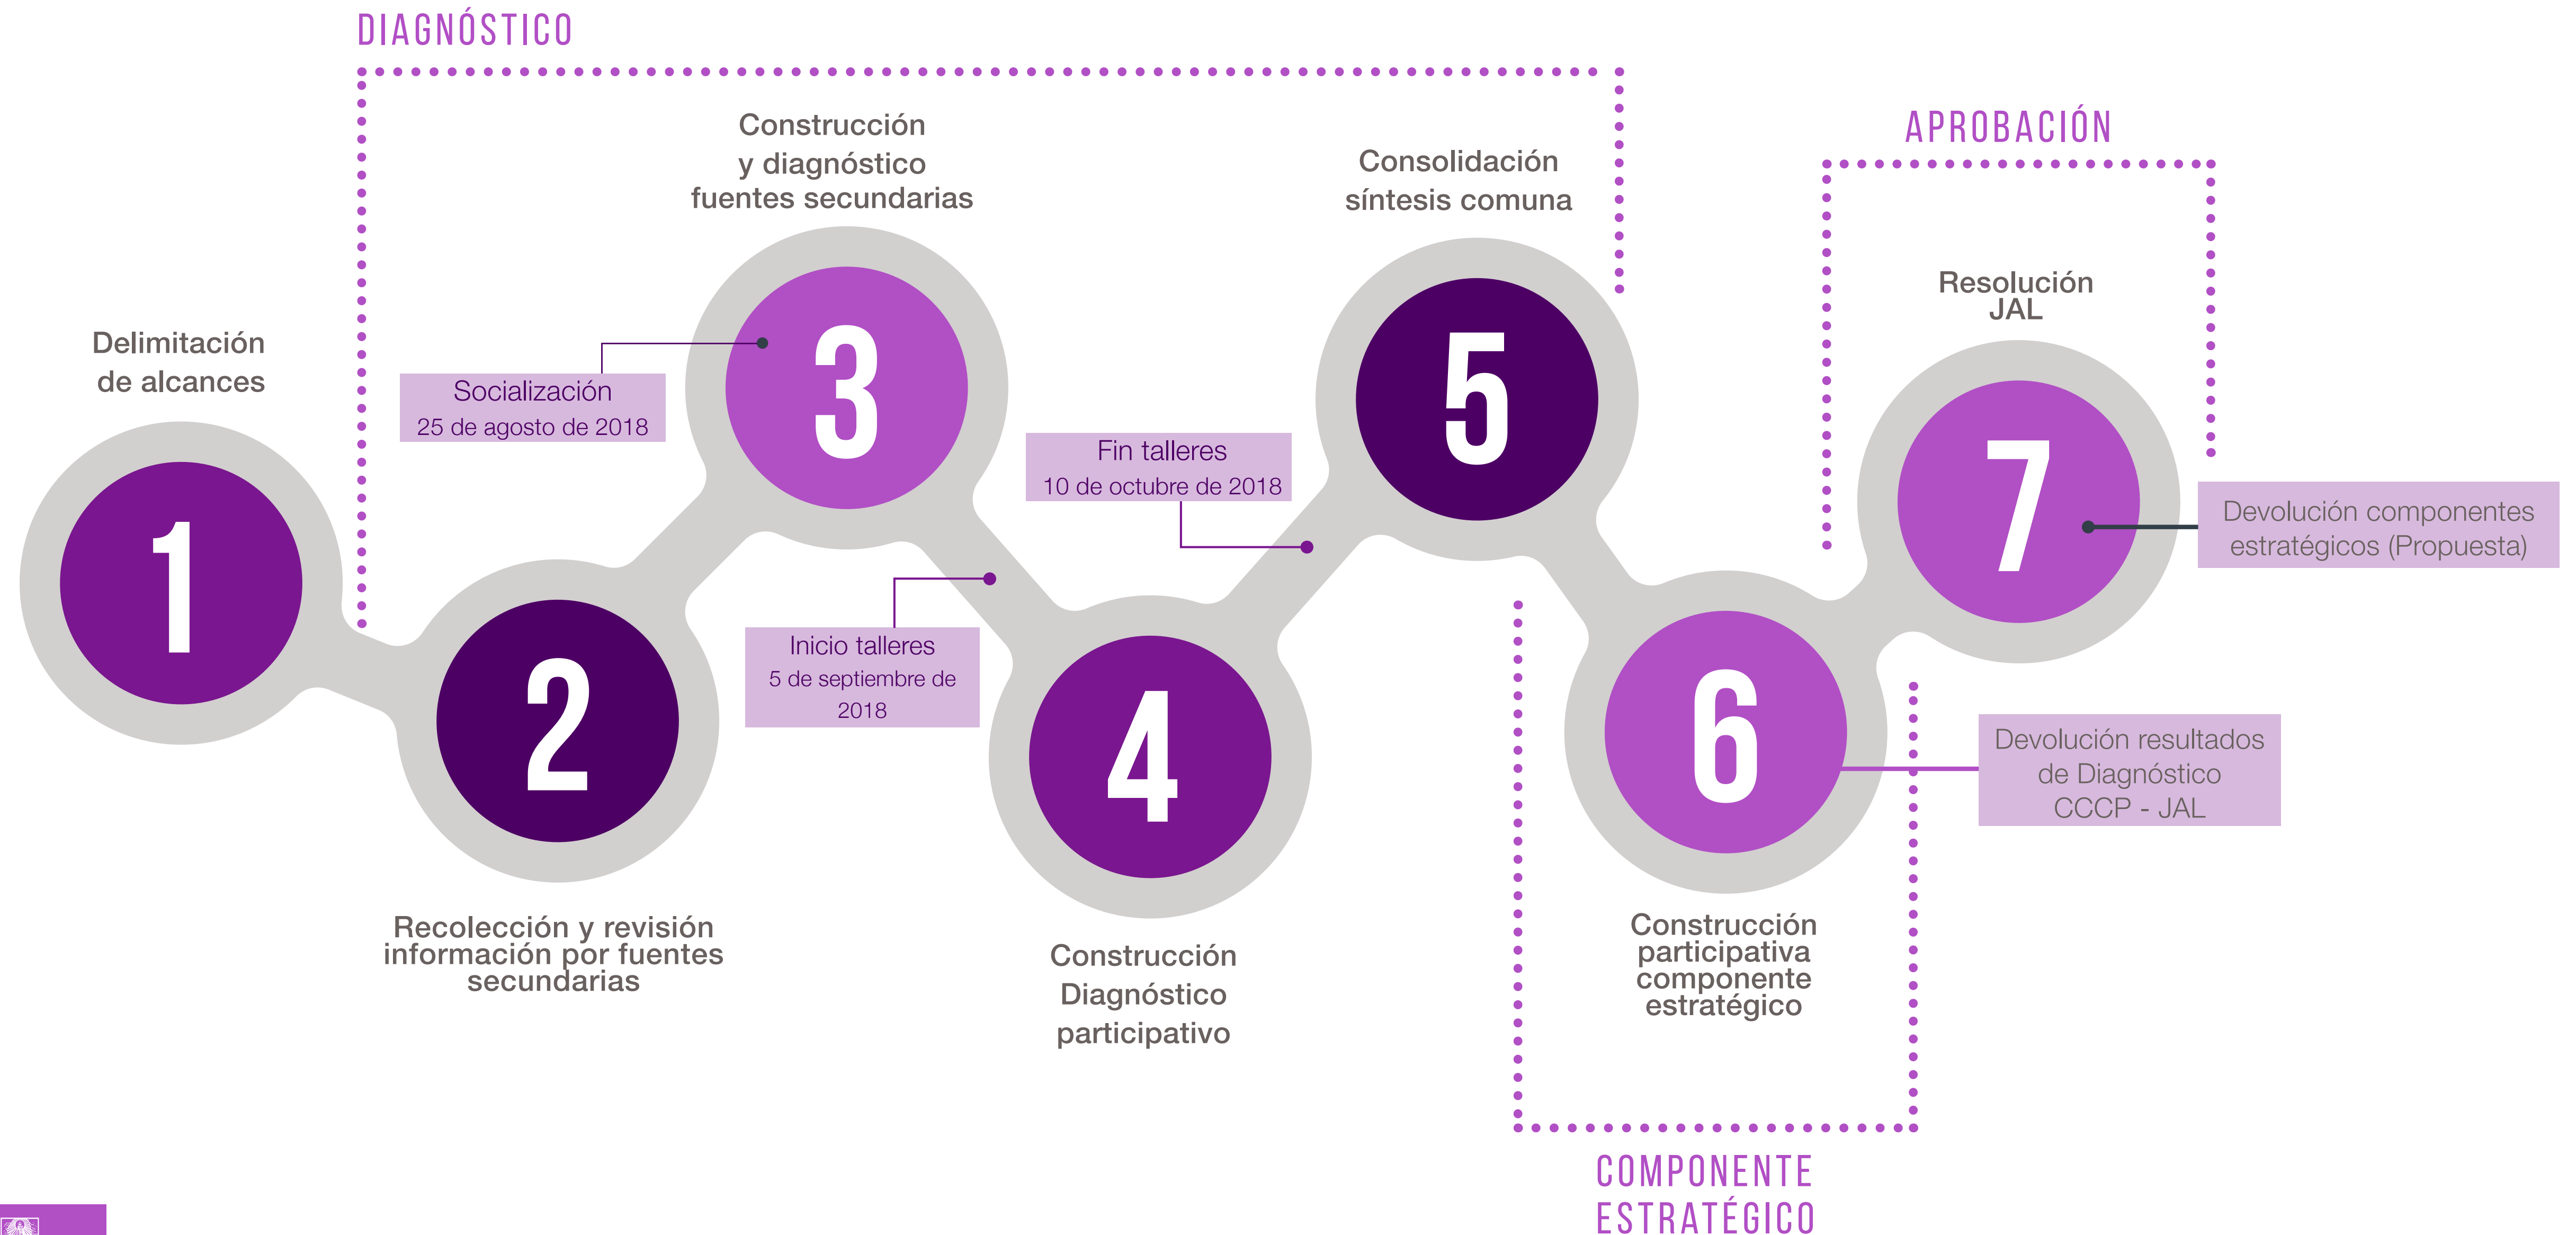 DIAGNÓSTICO
Delimitación
de alcances
1
2
Recolección y revisión
información por fuentes
secundarias
Construcción
y diagnóstico
fuentes secundarias
3
Socialización
25 de agosto de 2018
Inicio talleres
5 de septiembre de
2018
4
Construcción
Diagnóstico
participativo
Fin talleres
10 de octubre de 2018
Consolidación
síntesis comuna
5
6
Construcción
participativa
componente
estratégico
Devolución resultados
de Diagnóstico
CCCP - JAL
COMPONENTE
ESTRATÉGICO
APROBACIÓN
Resolución
JAL
7
Devolución componentes
estratégicos (Propuesta)